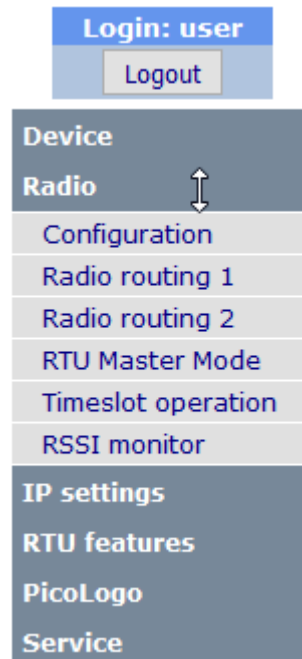 Login: user
Logout
Device
Radio
Configuration
Radio routing 1
Radio routing 2
RTU Master Mode
Timeslot operation
RSSI monitor
IP settings
RTU features
PicoLogo
Service